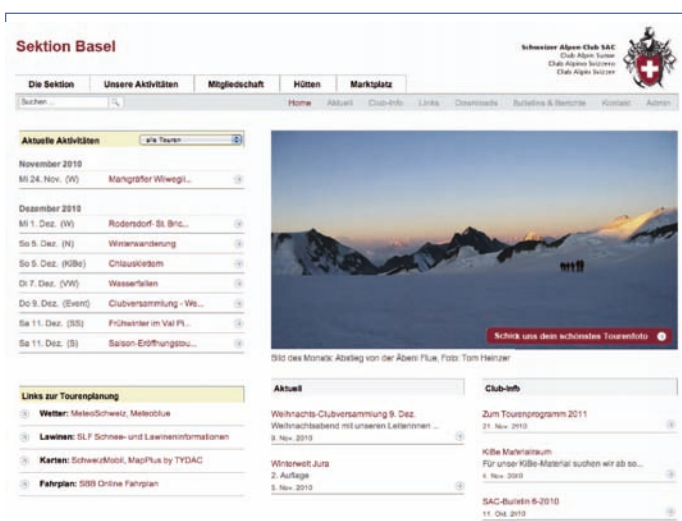 Sektion Basel
Schweizer Alpen-Club SAC
Club Alpin Suisse
Club Alpino Svizzero
Club Alpin Svizzer
Die Sektion Unsere Aktivitäten Mitgliedschaft Hütten Marktplatz
Suchen ...
Home Aktuell Club-Info Links Downloads Bulletins & Berichte Kontakt Admin
Aktuelle Aktivitäten alle Touren
November 2010
Mi 24. Nov. (W) Markgräfler Wiiwegli...
Dezember 2010
Mi 1. Dez. (W) Rodersdorf- St. Bric...
So 5. Dez. (N) Winterwanderung
So 5. Dez. (KiBe) Chlausklettern
Di 7. Dez. (VW) Wasserfallen
Do 9. Dez. (Event) Clubversammlung - We...
Sa 11. Dez. (SS) Frühwinter im Val Pi...
Sa 11. Dez. (S) Saison-Eröffnungstou...
Schick uns dein schönstes Tourenfoto
Bild des Monats: Abstieg von der Äbeni Flue, Foto: Tom Heinzer
Links zur Tourenplanung
Wetter: MeteoSchweiz, Meteoblue
Lawinen: SLF Schnee- und Lawineninformationen
Karten: SchweizMobil, MapPlus by TYDAC
Fahrplan: SBB Online Fahrplan
Aktuell
Weihnachts-Clubversammlung 9. Dez.
Weihnachtsabend mit unseren Leiterinnen ...
9. Nov. 2010
Winterwelt Jura
2. Auflage
5. Nov. 2010
Club-Info
Zum Tourenprogramm 2011
21. Nov. 2010
KiBe Materialraum
Für unser KiBe-Material suchen wir ab so...
4. Nov. 2010
SAC-Bulletin 6-2010
11. Okt. 2010